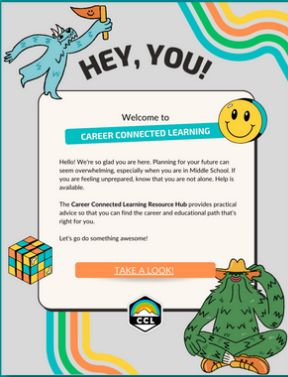 HEY, YOU!
Welcome to
CAREER CONNECTED LEARNING
Hello! We're so glad you are here. Planning for your future can
seem overwhelming, especially when you are in Middle School. If
you are feeling unprepared, know that you are not alone. Help is
available.
The Career Connected Learning Resource Hub provides practical
advice so that you can find the career and educational path that's
right for you.
Let's go do something awesome!
TAKE A LOOK!
CCL